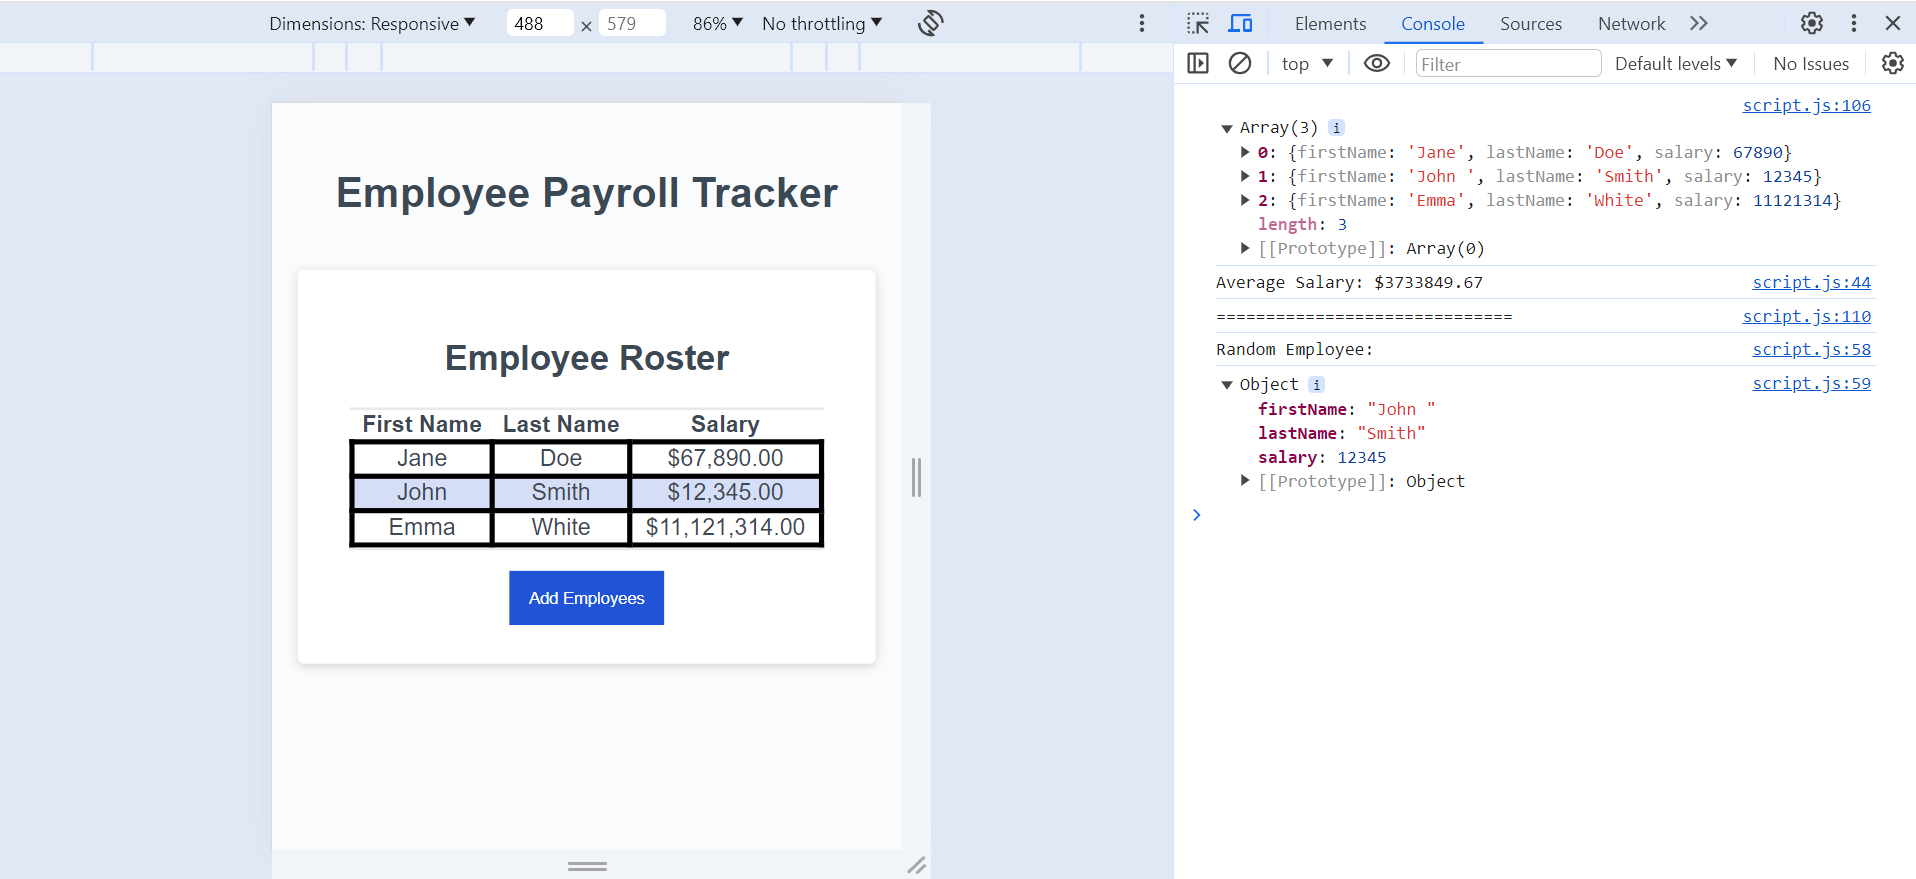 Dimensions: Responsive ▼ 488 × 579 86% ▼ No throttling ▼
Elements Console Sources Network
top ▼ Filter Default levels ▼ No Issues
Employee Payroll Tracker
Employee Roster
First Name Last Name Salary
Jane Doe $67,890.00
John Smith $12,345.00
Emma White $11,121,314.00
Add Employees
script.js:106
▼ Array(3) i
▶ 0: {firstName: 'Jane', lastName: 'Doe', salary: 67890}
▶ 1: {firstName: 'John ', lastName: 'Smith', salary: 12345}
▶ 2: {firstName: 'Emma', lastName: 'White', salary: 11121314}
length: 3
▶ [[Prototype]]: Array(0)
Average Salary: $3733849.67 script.js:44
============================== script.js:110
Random Employee: script.js:58
▼ Object i script.js:59
firstName: "John "
lastName: "Smith"
salary: 12345
▶ [[Prototype]]: Object